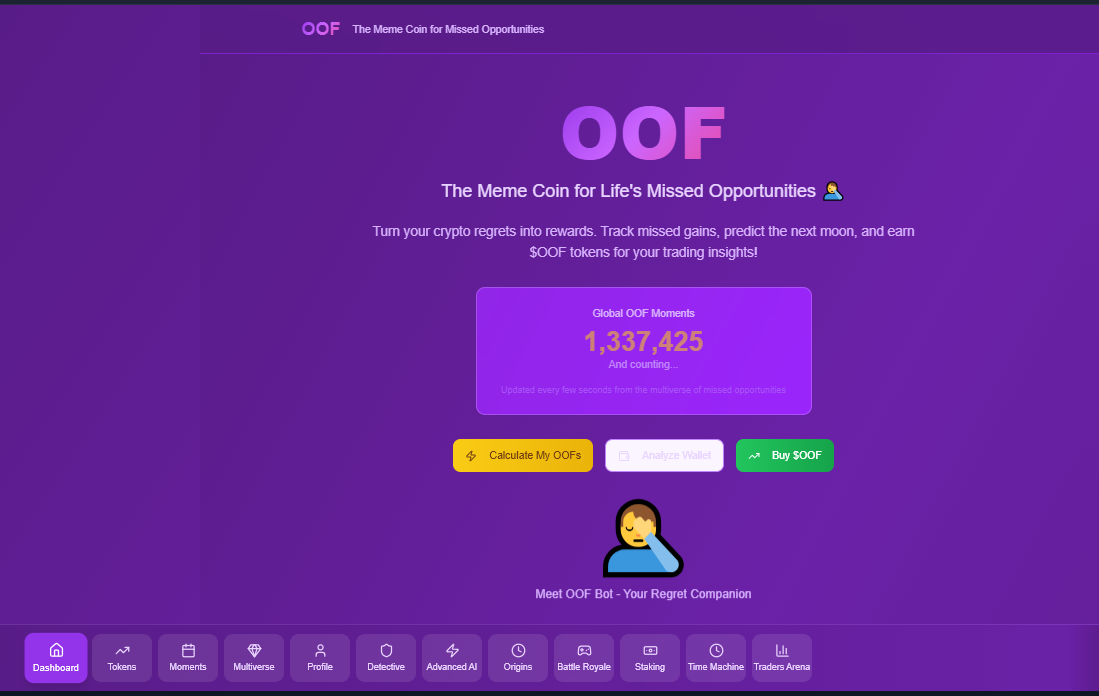 OOF The Meme Coin for Missed Opportunities
OOF
The Meme Coin for Life's Missed Opportunities
Turn your crypto regrets into rewards. Track missed gains, predict the next moon, and earn
$OOF tokens for your trading insights!
Global OOF Moments
1,337,425
And counting...
Updated every few seconds from the multiverse of missed opportunities
Calculate My OOFs Analyze Wallet Buy $OOF
Meet OOF Bot - Your Regret Companion
Dashboard Tokens Moments Multiverse Profile Detective Advanced AI Origins Battle Royale Staking Time Machine Traders Arena